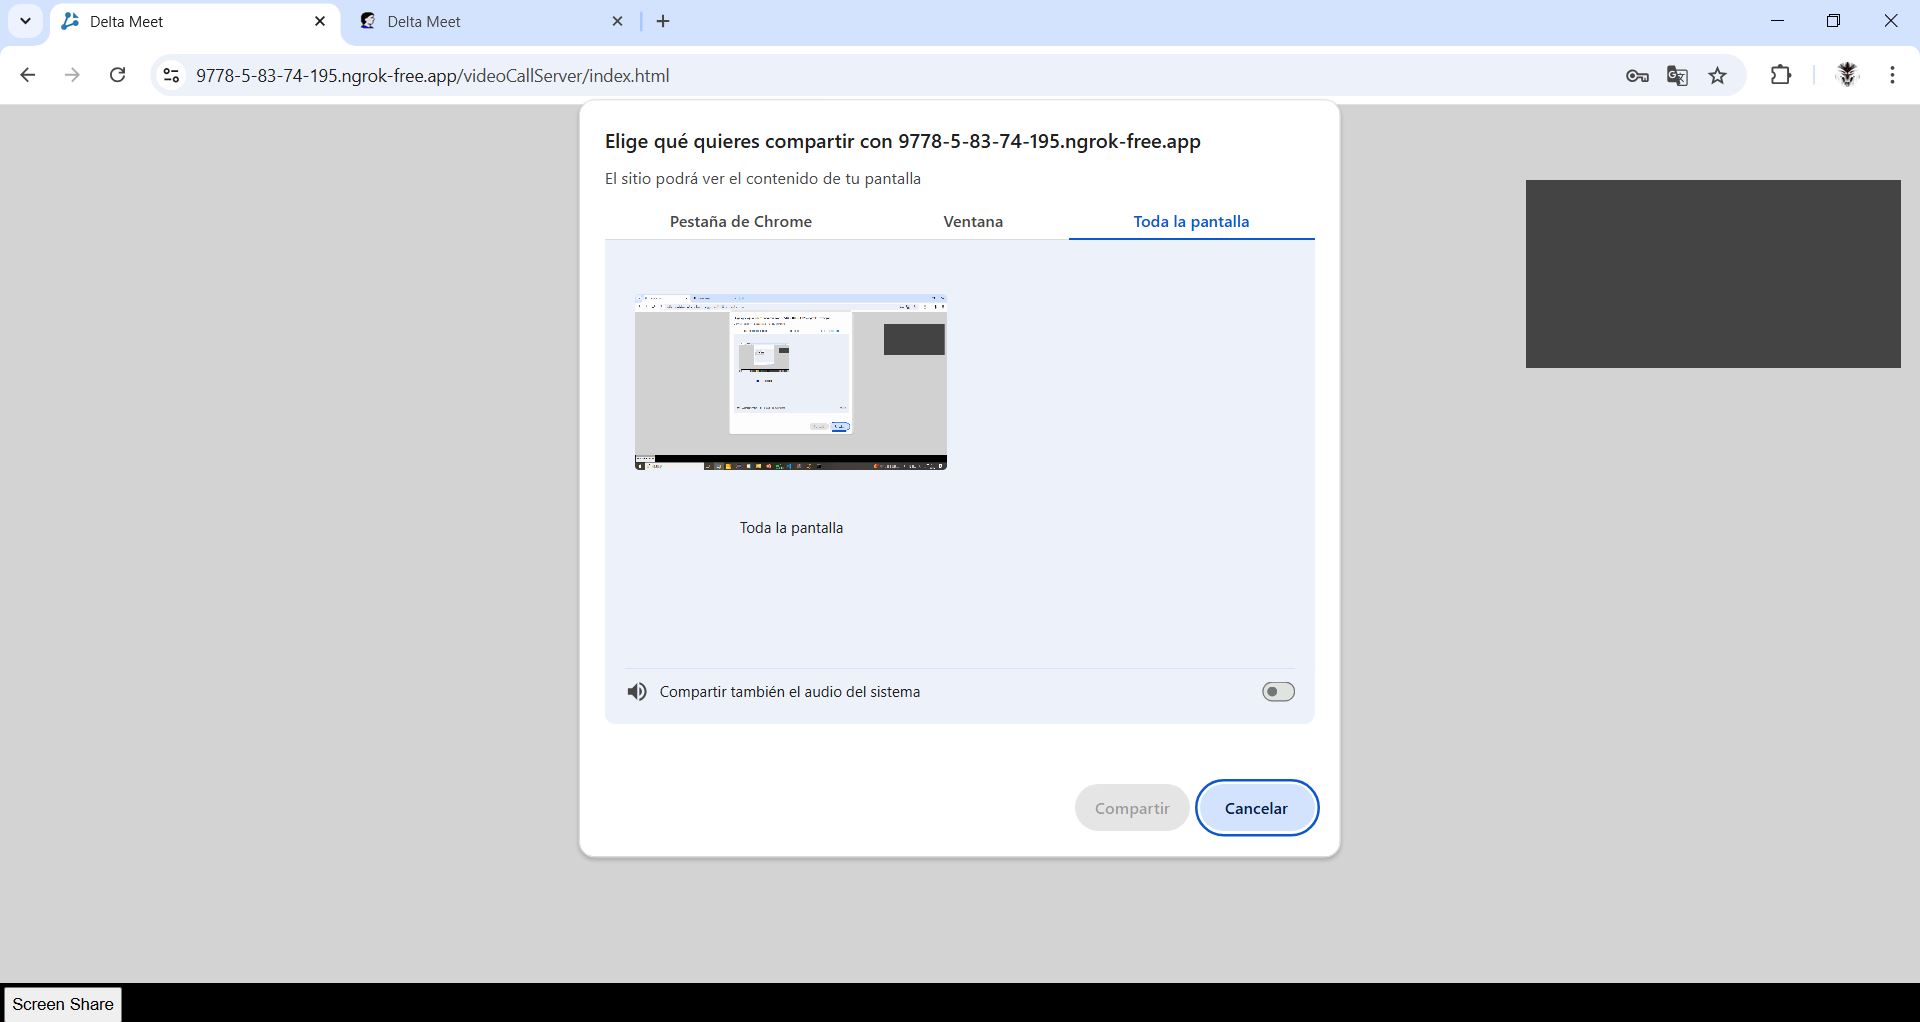 Delta Meet
Delta Meet
9778-5-83-74-195.ngrok-free.app/videoCallServer/index.html
Elige qué quieres compartir con 9778-5-83-74-195.ngrok-free.app
El sitio podrá ver el contenido de tu pantalla
Pestaña de Chrome Ventana Toda la pantalla
Toda la pantalla
Compartir también el audio del sistema
Compartir Cancelar
Screen Share